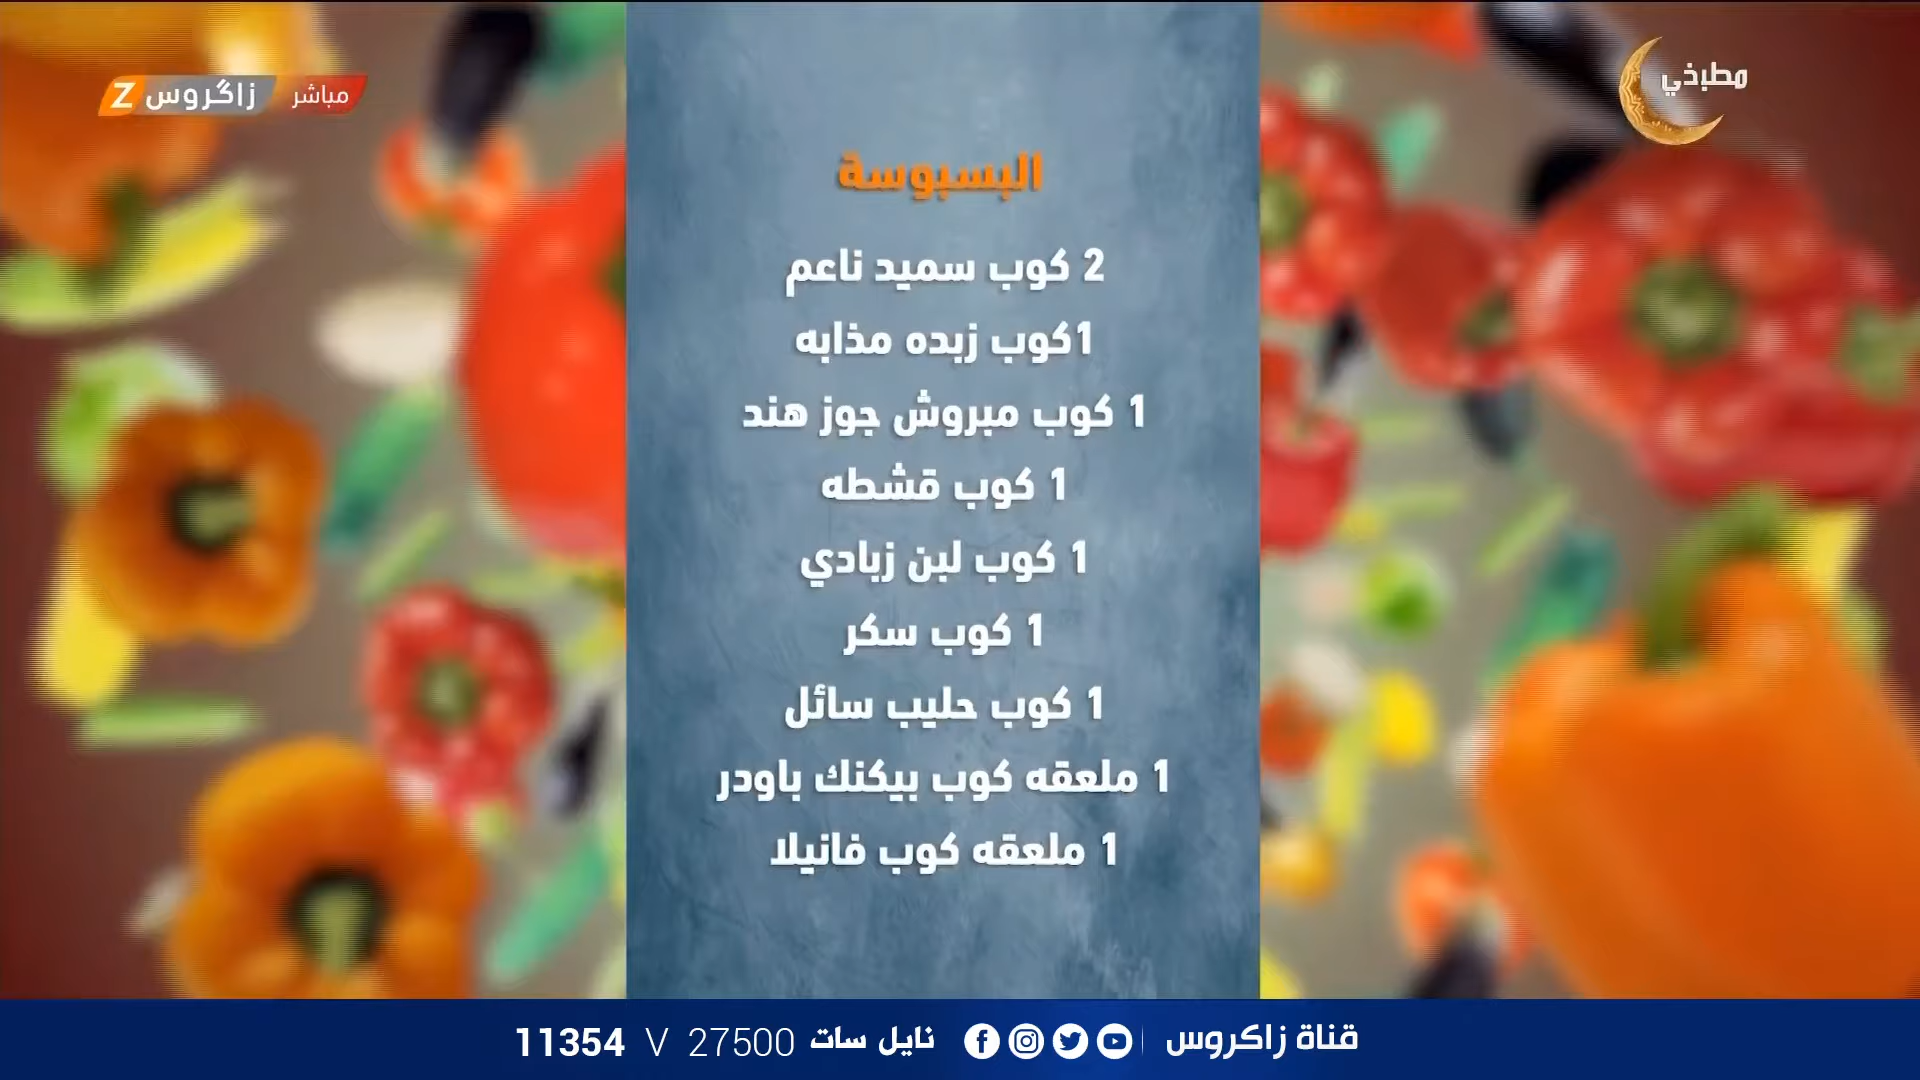 زاگروس Z مباشر
مطبخي
البسبوسة
2 كوب سميد ناعم
1كوب زبده مذابه
1 كوب مبروش جوز هند
1 كوب قشطه
1 كوب لبن زبادي
1 كوب سكر
1 كوب حليب سائل
1 ملعقه كوب بيكنك باودر
1 ملعقه كوب فانيلا
قناة زاكروس نايل سات 27500 V 11354